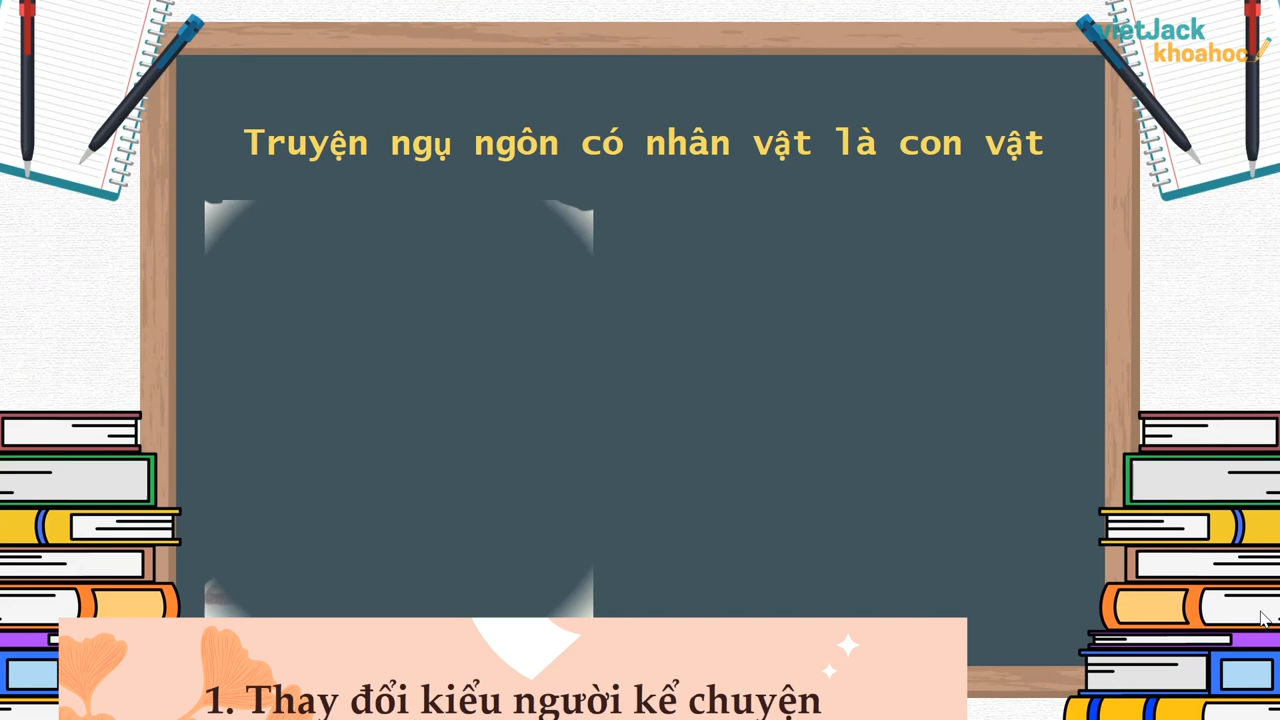 vietJack
khoahoc
Truyện ngụ ngôn có nhân vật là con vật
1. Thay đổi kiểu người kể chuyện